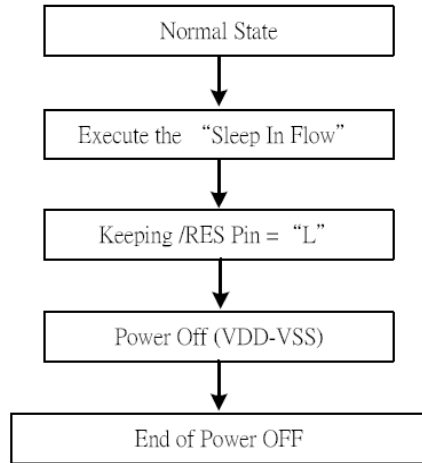 Normal State
Execute the “Sleep In Flow”
Keeping /RES Pin = “L”
Power Off (VDD-VSS)
End of Power OFF